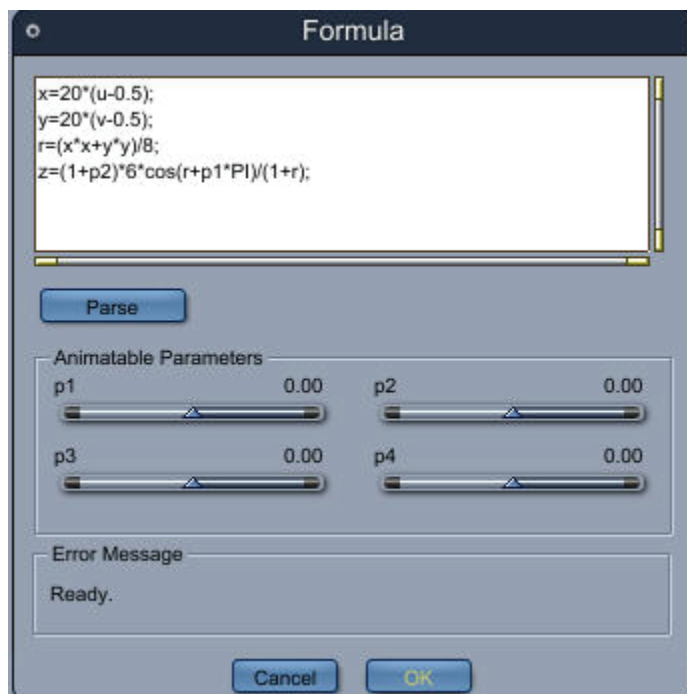 Formula
x=20*(u-0.5);
y=20*(v-0.5);
r=(x*x+y*y)/8;
z=(1+p2)*6*cos(r+p1*PI)/(1+r);
Parse
Animatable Parameters
p1 0.00 p2 0.00
p3 0.00 p4 0.00
Error Message
Ready.
Cancel OK